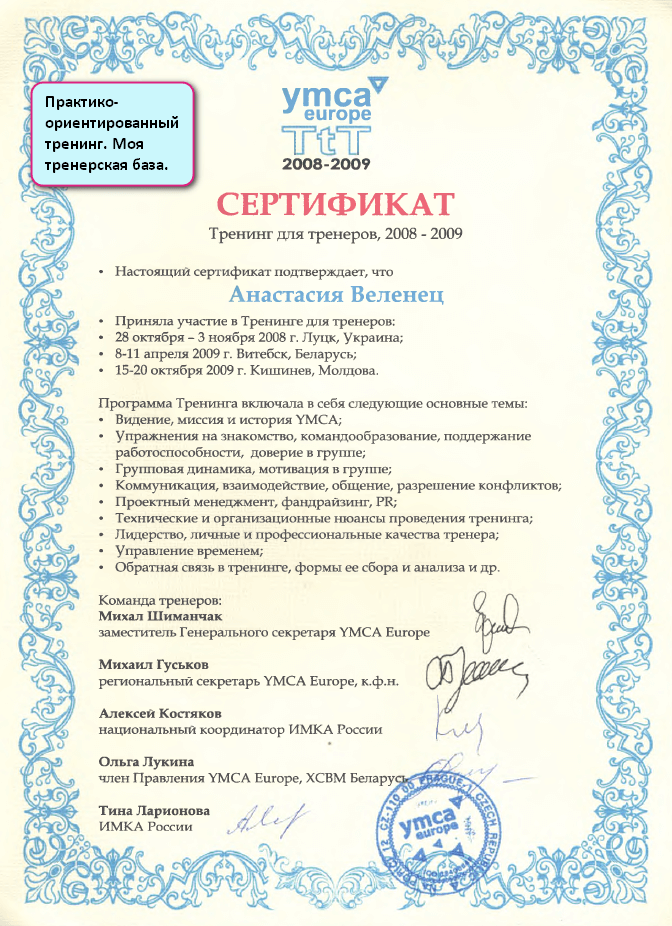 Практико-
ориентированный
тренинг. Моя
тренерская база.
ymca
europe
TtT
2008-2009
СЕРТИФИКАТ
Тренинг для тренеров, 2008 - 2009
• Настоящий сертификат подтверждает, что
Анастасия Веленец
• Приняла участие в Тренинге для тренеров:
• 28 октября – 3 ноября 2008 г. Луцк, Украина;
• 8-11 апреля 2009 г. Витебск, Беларусь;
• 15-20 октября 2009 г. Кишинев, Молдова.
Программа Тренинга включала в себя следующие основные темы:
• Видение, миссия и история YMCA;
• Упражнения на знакомство, командообразование, поддержание
работоспособности, доверие в группе;
• Групповая динамика, мотивация в группе;
• Коммуникация, взаимодействие, общение, разрешение конфликтов;
• Проектный менеджмент, фандрайзинг, PR;
• Технические и организационные нюансы проведения тренинга;
• Лидерство, личные и профессиональные качества тренера;
• Управление временем;
• Обратная связь в тренинге, формы ее сбора и анализа и др.
Команда тренеров:
Михал Шиманчак
заместитель Генерального секретаря YMCA Europe
Михаил Гуськов
региональный секретарь YMCA Europe, к.ф.н.
Алексей Костяков
национальный координатор ИМКА России
Ольга Лукина
член Правления YMCA Europe, ХСВМ Беларусь
Тина Ларионова
ИМКА России
CZ-110 00 PRAGUE 1 CZECH REPUBLIC
ymca
europe